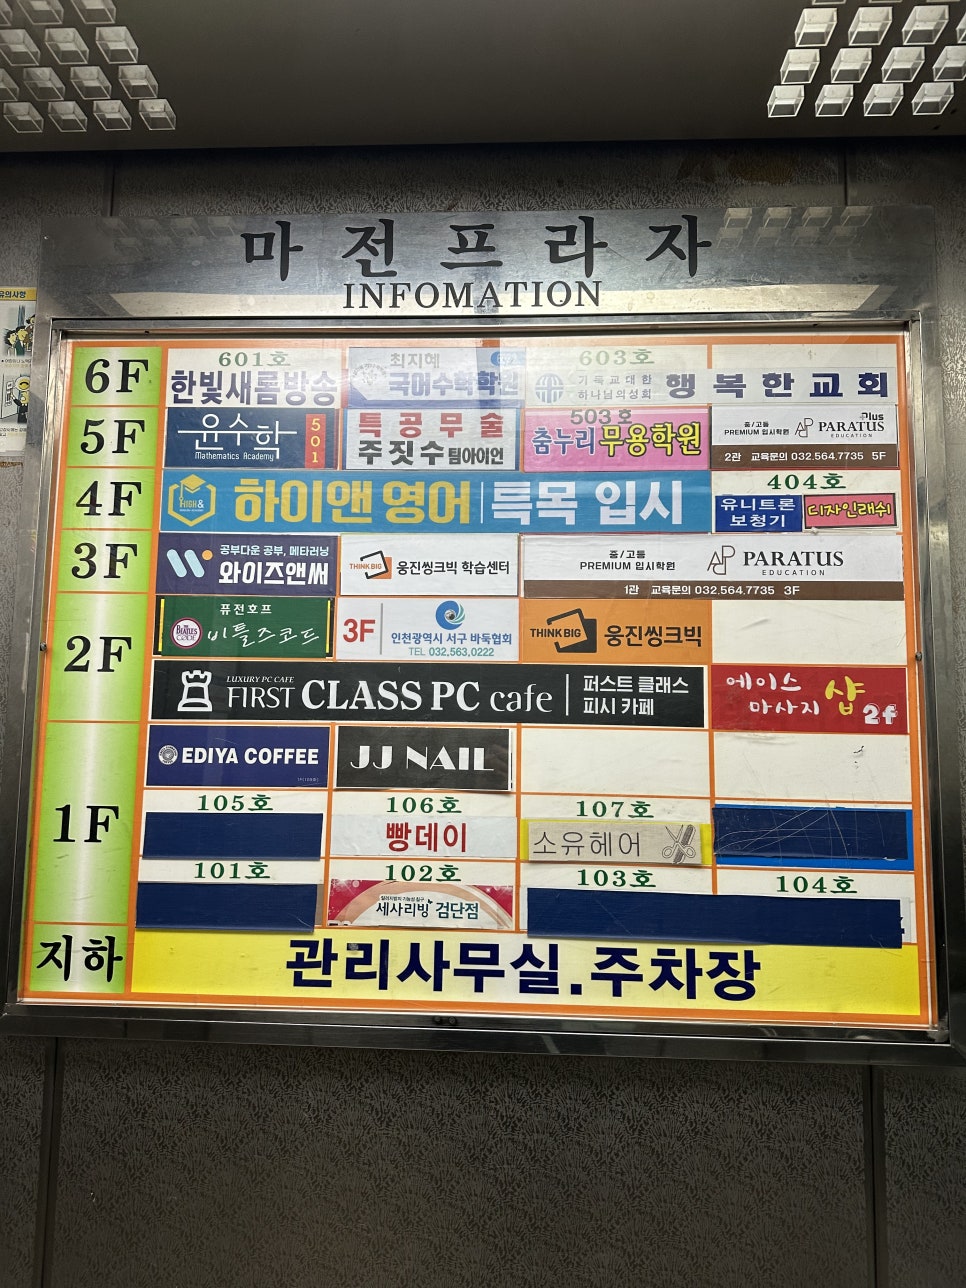 유의사항
마전프라자
INFOMATION
6F
601호
한빛새롬방송
최지혜
국어수학학원
603호
기독교대한
하나님의성회
행복한교회
5F
윤수학
Mathematics Academy
501
특공무술
주짓수 팀아이언
503호
춤누리무용학원
중/고등
PREMIUM 입시학원
Plus
PARATUS
EDUCATION
2관 교육문의 032.564.7735 5F
4F
HIGH&
하이앤 영어 특목 입시
404호
유니트론
보청기
디자인래쉬
3F
공부다운 공부, 메타러닝
와이즈앤써
THINK BIG
웅진씽크빅 학습센터
중/고등
PREMIUM 입시학원
PARATUS
EDUCATION
1관 교육문의 032.564.7735 3F
2F
퓨전호프
비틀즈코드
THE BEATLES CODE
3F
인천광역시 서구 바둑협회
TEL 032,563,0222
THINK BIG
웅진씽크빅
LUXURY PC CAFE
FIRST CLASS PC cafe
퍼스트 클래스
피시 카페
에이스
마사지
샵
2f
1F
EDIYA COFFEE
JJ NAIL
105호
106호
빵데이
107호
소유헤어
101호
102호
세사리빙 검단점
103호
104호
지하
관리사무실.주차장